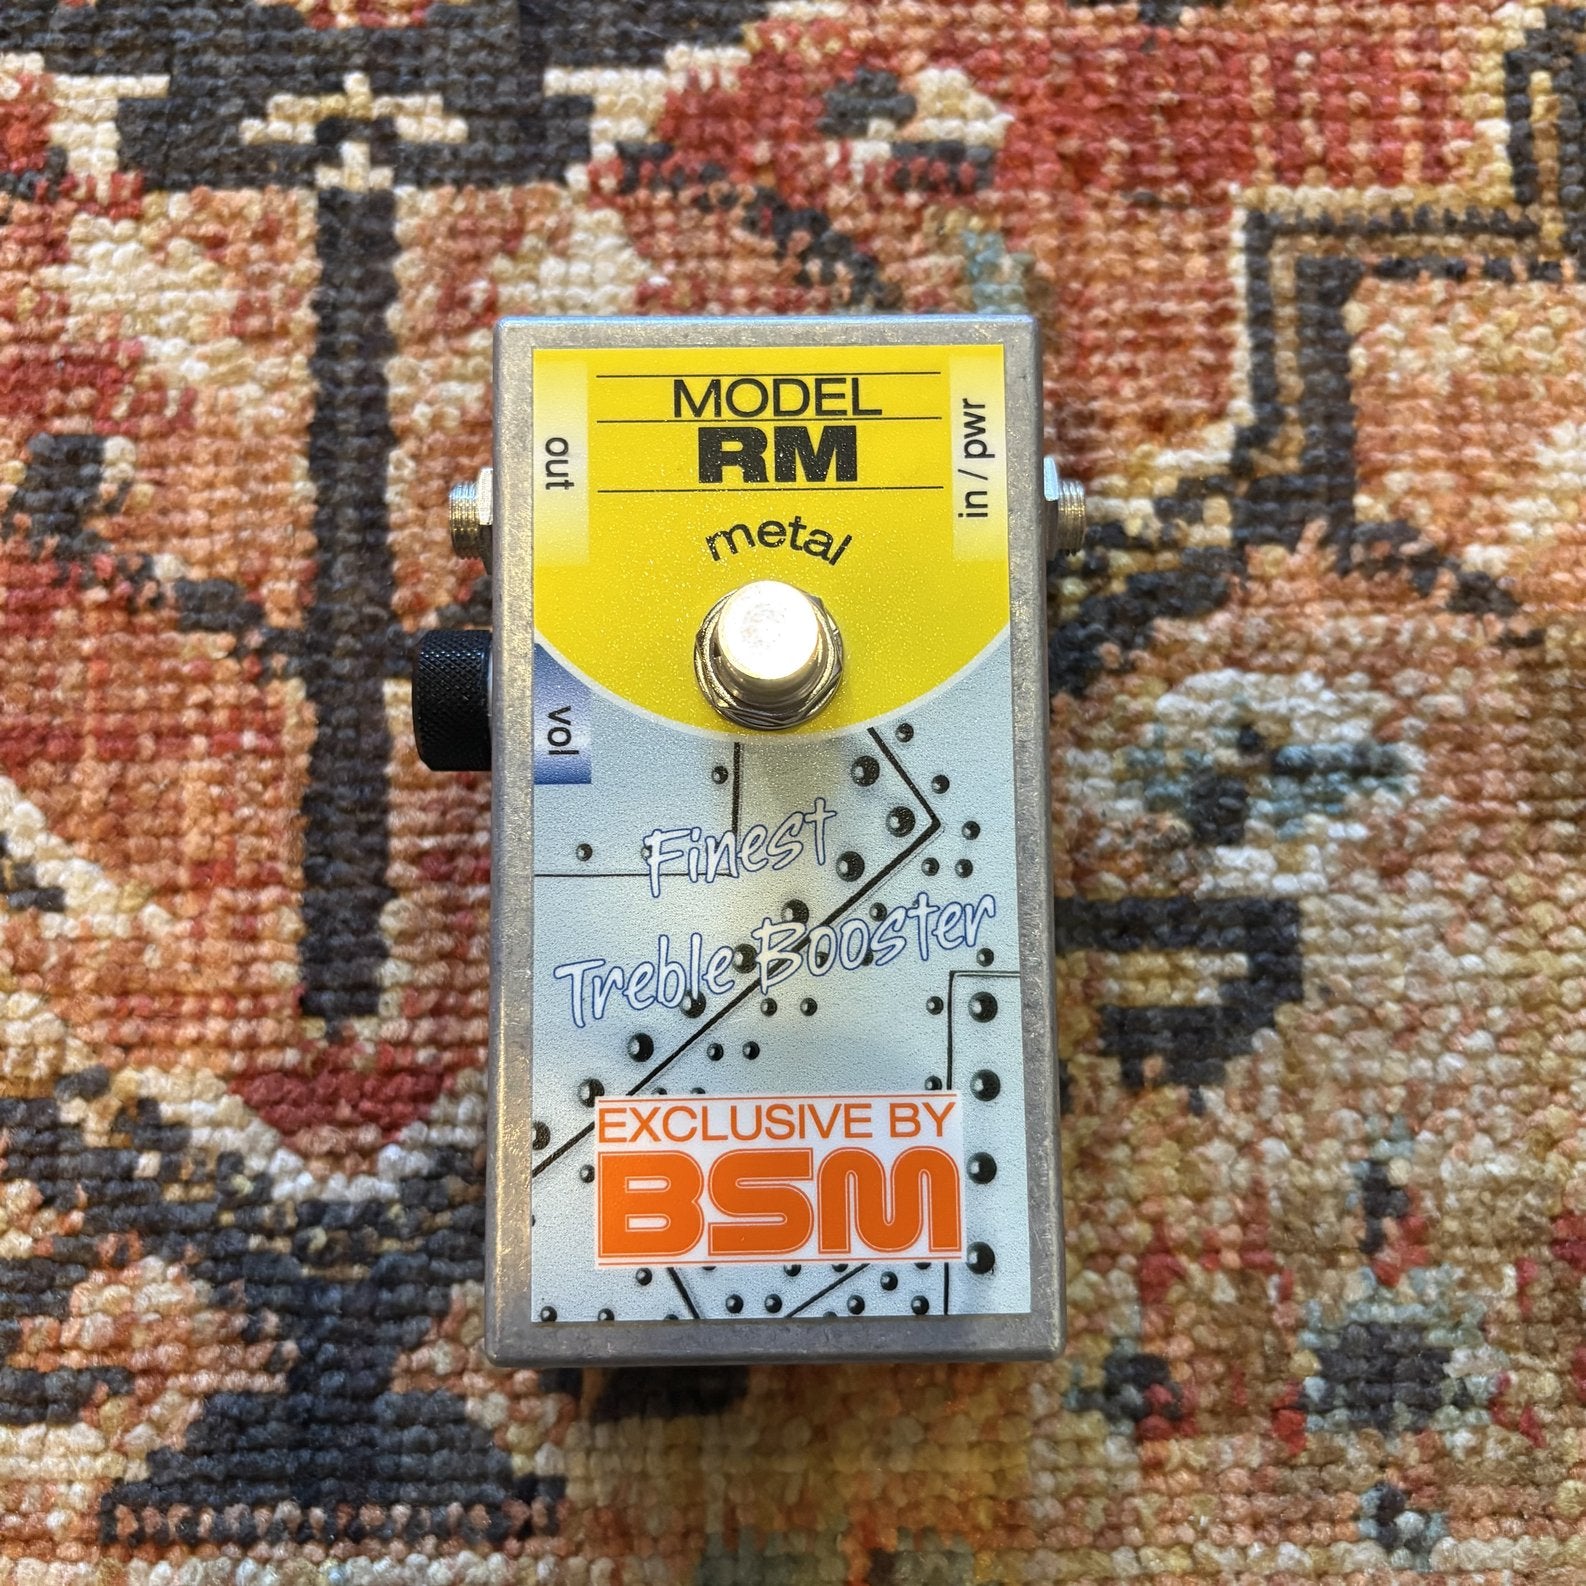 MODEL
RM
out
in / pwr
metal
vol
Finest
Treble Booster
EXCLUSIVE BY
BSM